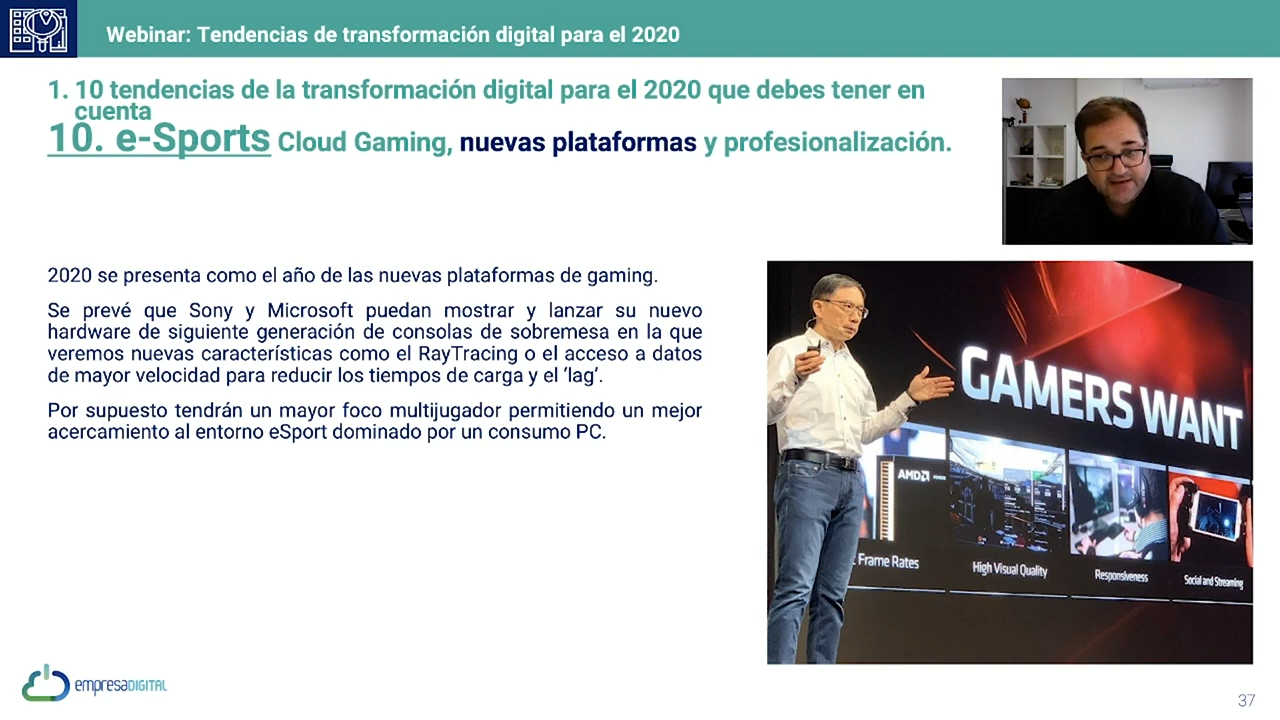 Webinar: Tendencias de transformación digital para el 2020
1. 10 tendencias de la transformación digital para el 2020 que debes tener en
cuenta
10. e-Sports Cloud Gaming, nuevas plataformas y profesionalización.
2020 se presenta como el año de las nuevas plataformas de gaming.
Se prevé que Sony y Microsoft puedan mostrar y lanzar su nuevo
hardware de siguiente generación de consolas de sobremesa en la que
veremos nuevas características como el RayTracing o el acceso a datos
de mayor velocidad para reducir los tiempos de carga y el ‘lag’.
Por supuesto tendrán un mayor foco multijugador permitiendo un mejor
acercamiento al entorno eSport dominado por un consumo PC.
GAMERS WANT
AMD
Frame Rates
High Visual Quality
Responsiveness
Social and Streaming
empresaDIGITAL
37